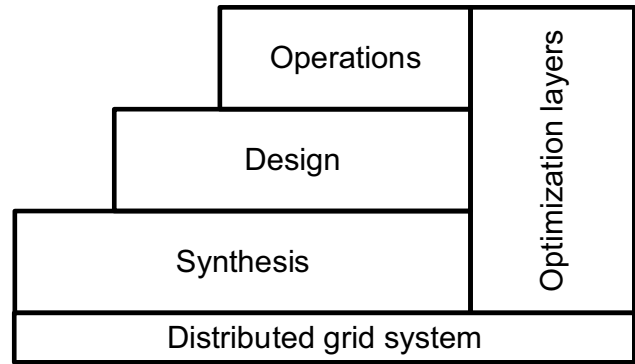 Operations
Design
Synthesis
Optimization layers
Distributed grid system